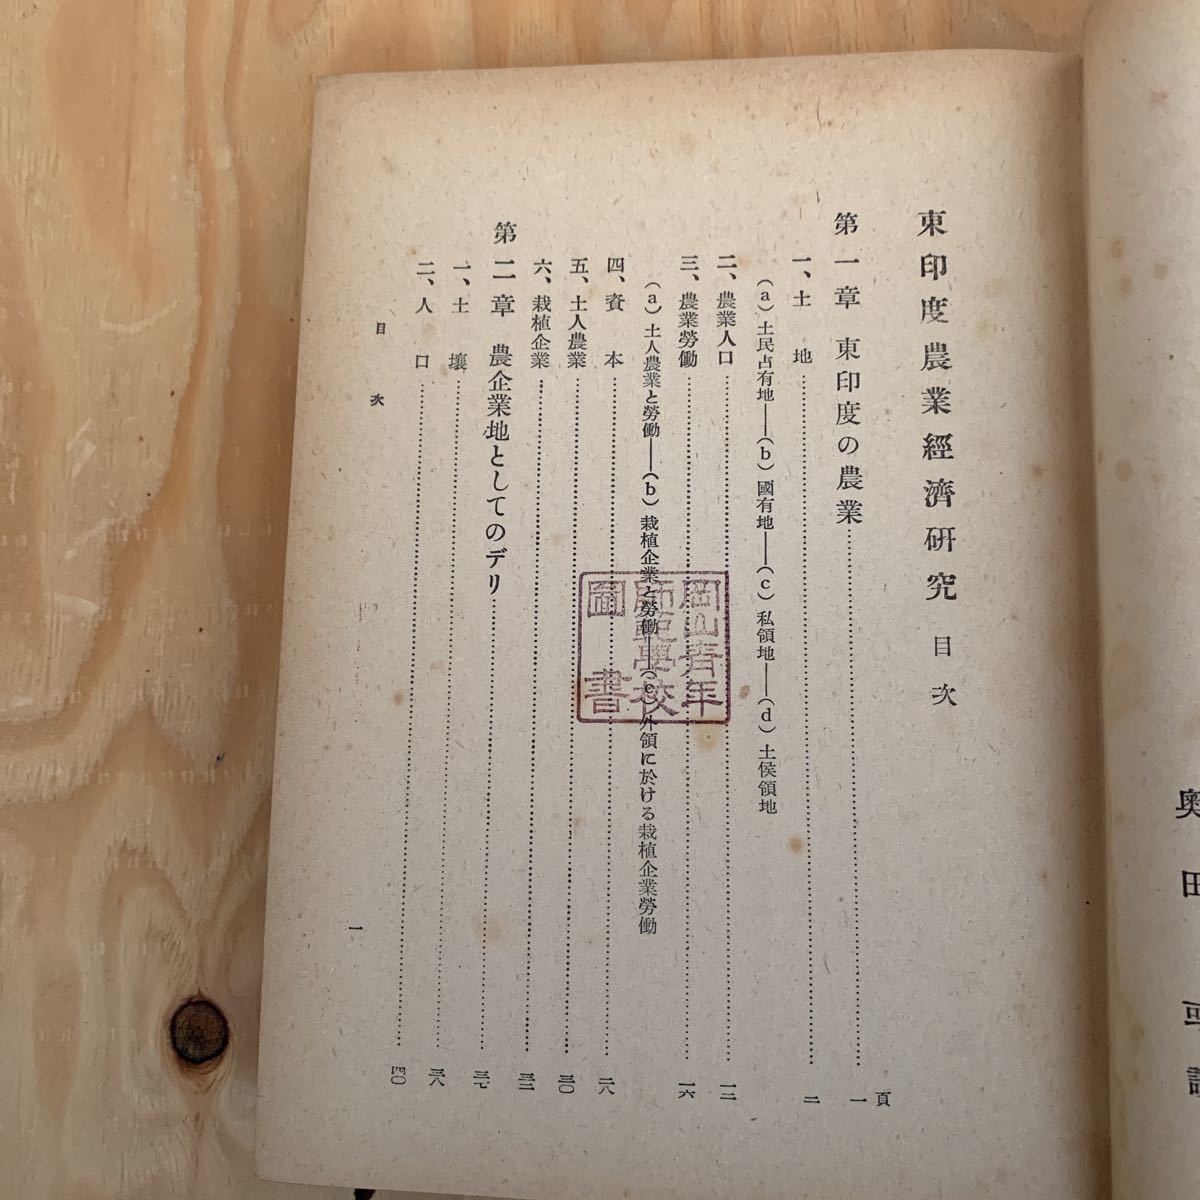 東印度農業經濟研究 目次
頁
第一章 東印度の農業……一
一、土地……二
(a) 土民占有地——(b) 國有地——(c) 私領地——(d) 土侯領地
二、農業人口……一二
三、農業勞働……一六
(a) 土人農業と勞働——(b) 栽植企業と勞働——(c) 外領に於ける栽植企業勞働
四、資本……二八
五、土人農業……三〇
六、栽植企業……三二
第二章 農企業地としてのデリ……三七
一、土壤……三八
二、人口……四〇
目次
一
岡山青年
師範學校
圖書
奥田